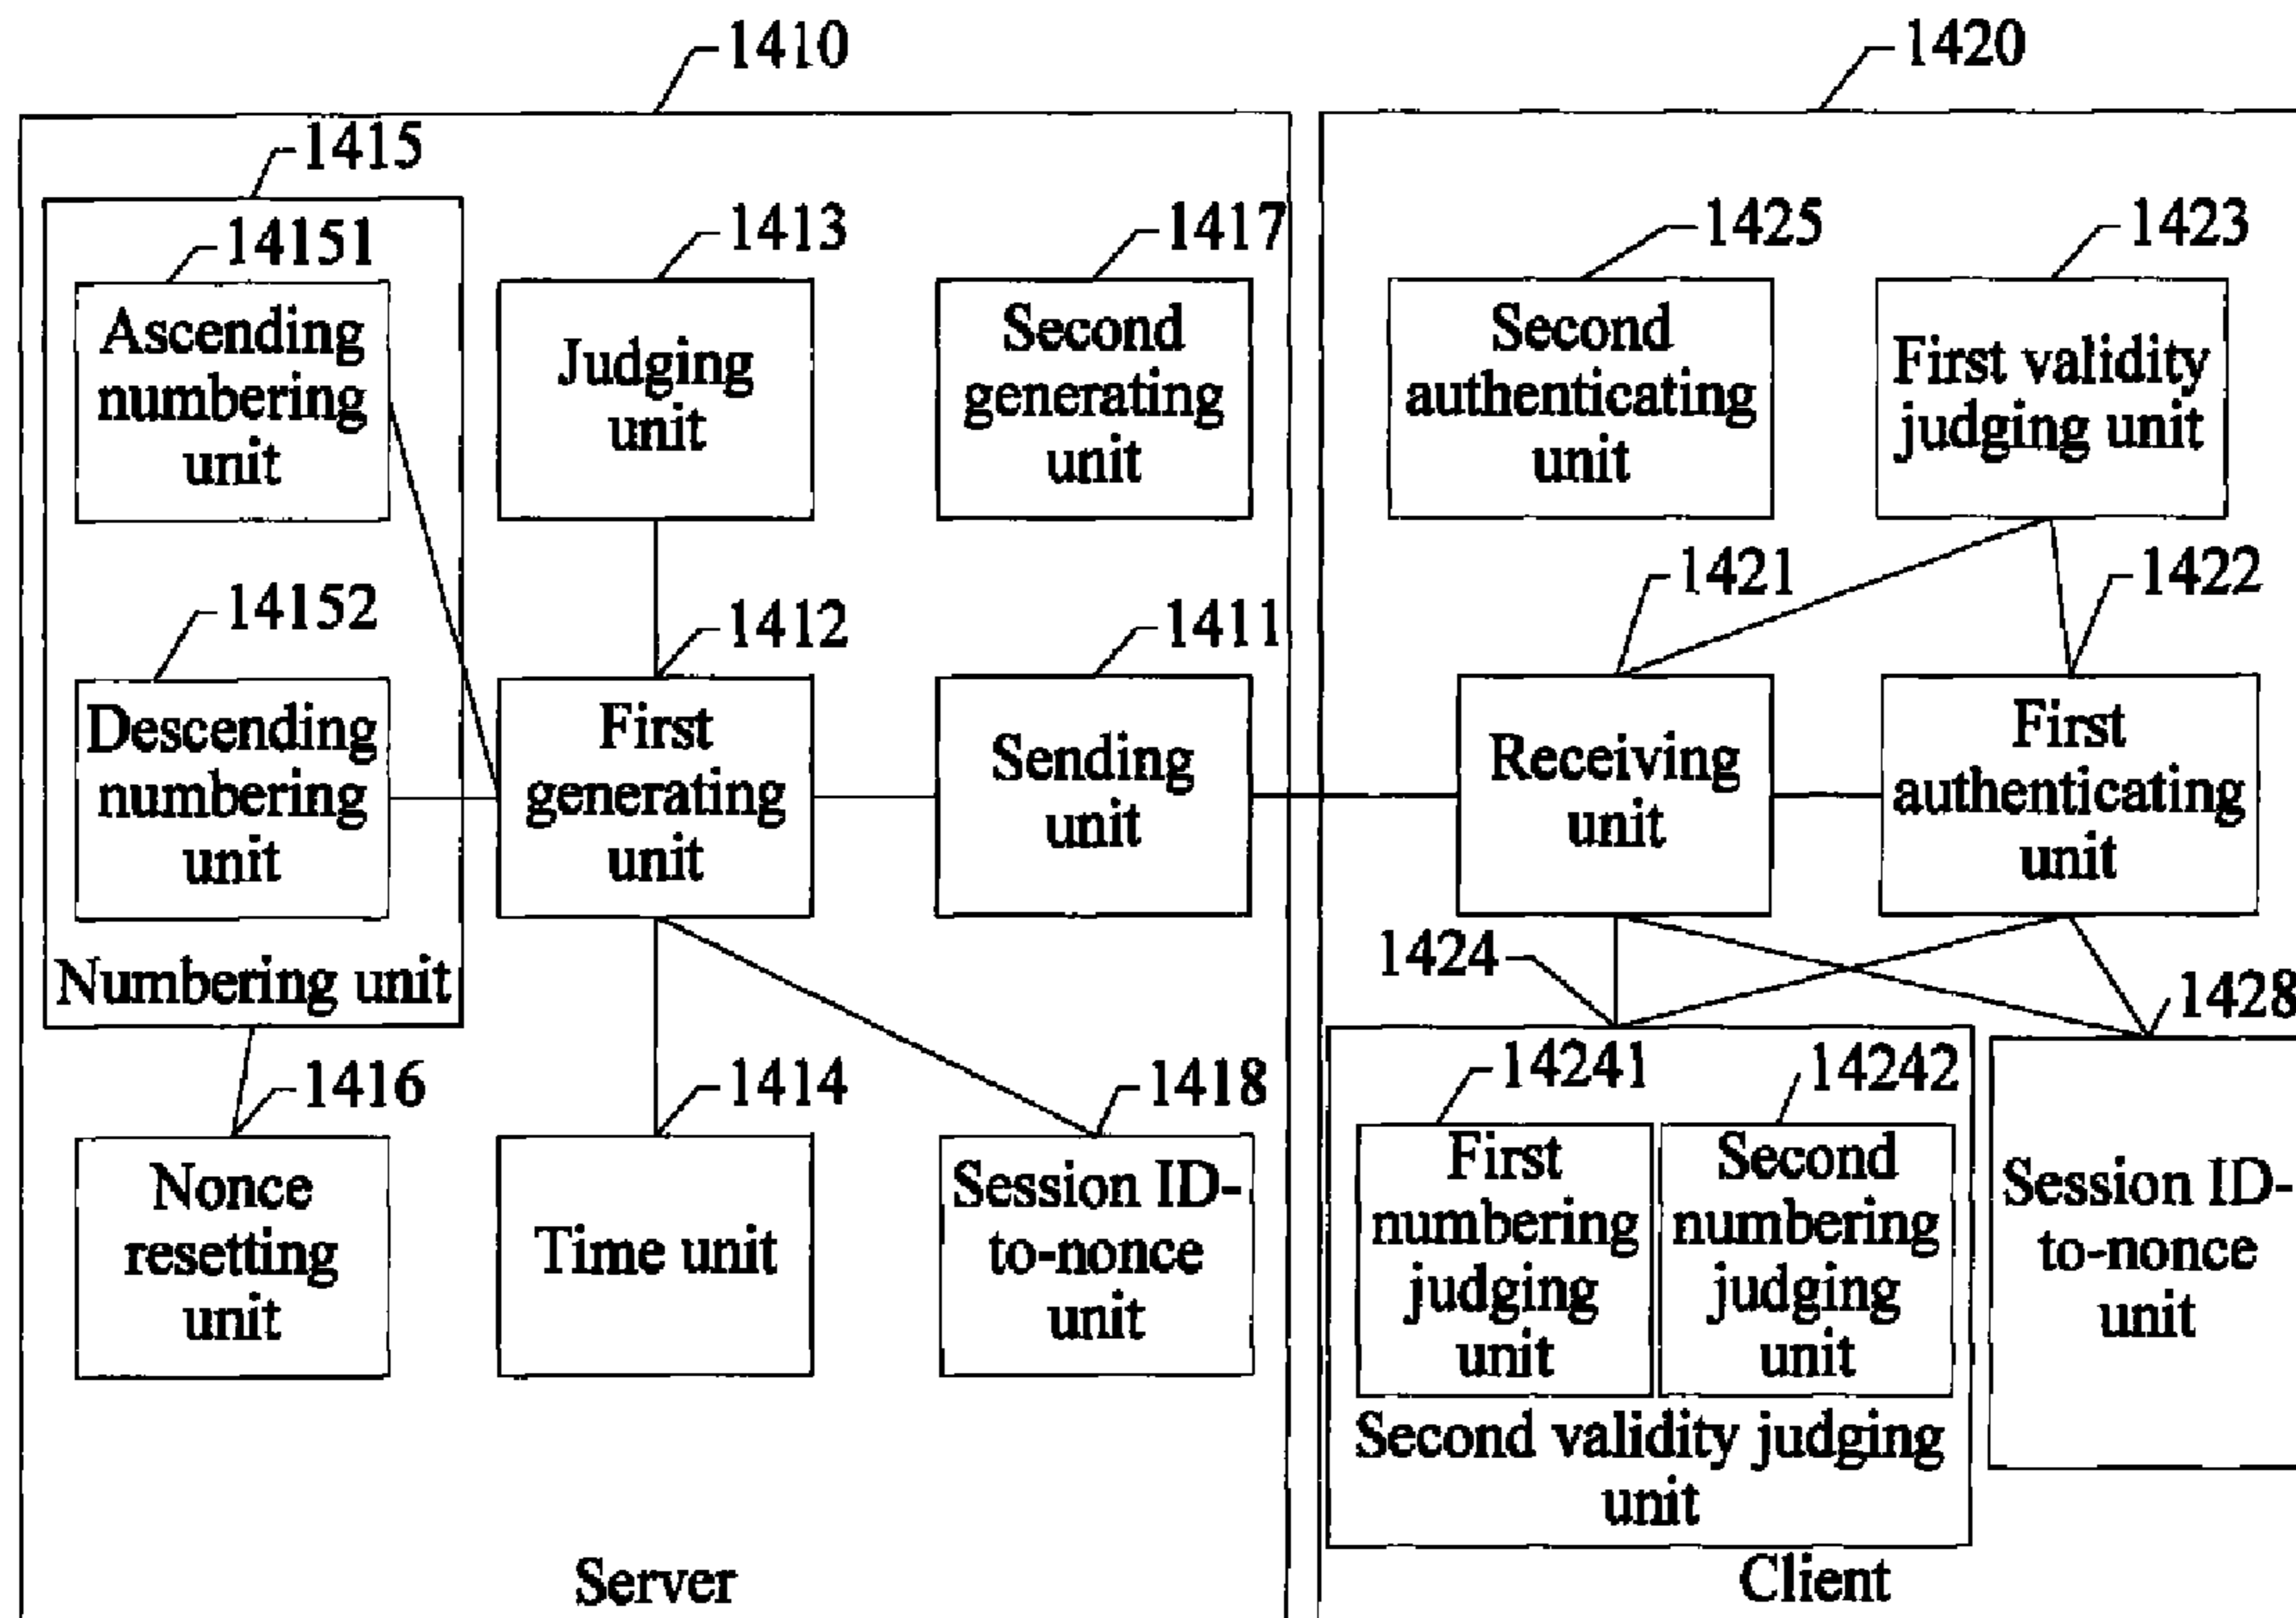 1410
1420
1415
14151
1413
1417
1425
1423
Ascending
numbering
unit
Judging
unit
Second
generating
unit
Second
authenticating
unit
First validity
judging unit
14152
1412
1411
1421
1422
Descending
numbering
unit
First
generating
unit
Sending
unit
Receiving
unit
First
authenticating
unit
Numbering unit
1424
1428
1416
1414
1418
14241
14242
Nonce
resetting
unit
Time unit
Session ID-
to-nonce
unit
First
numbering
judging
unit
Second
numbering
judging
unit
Session ID-
to-nonce
unit
Second validity judging
unit
Server
Client